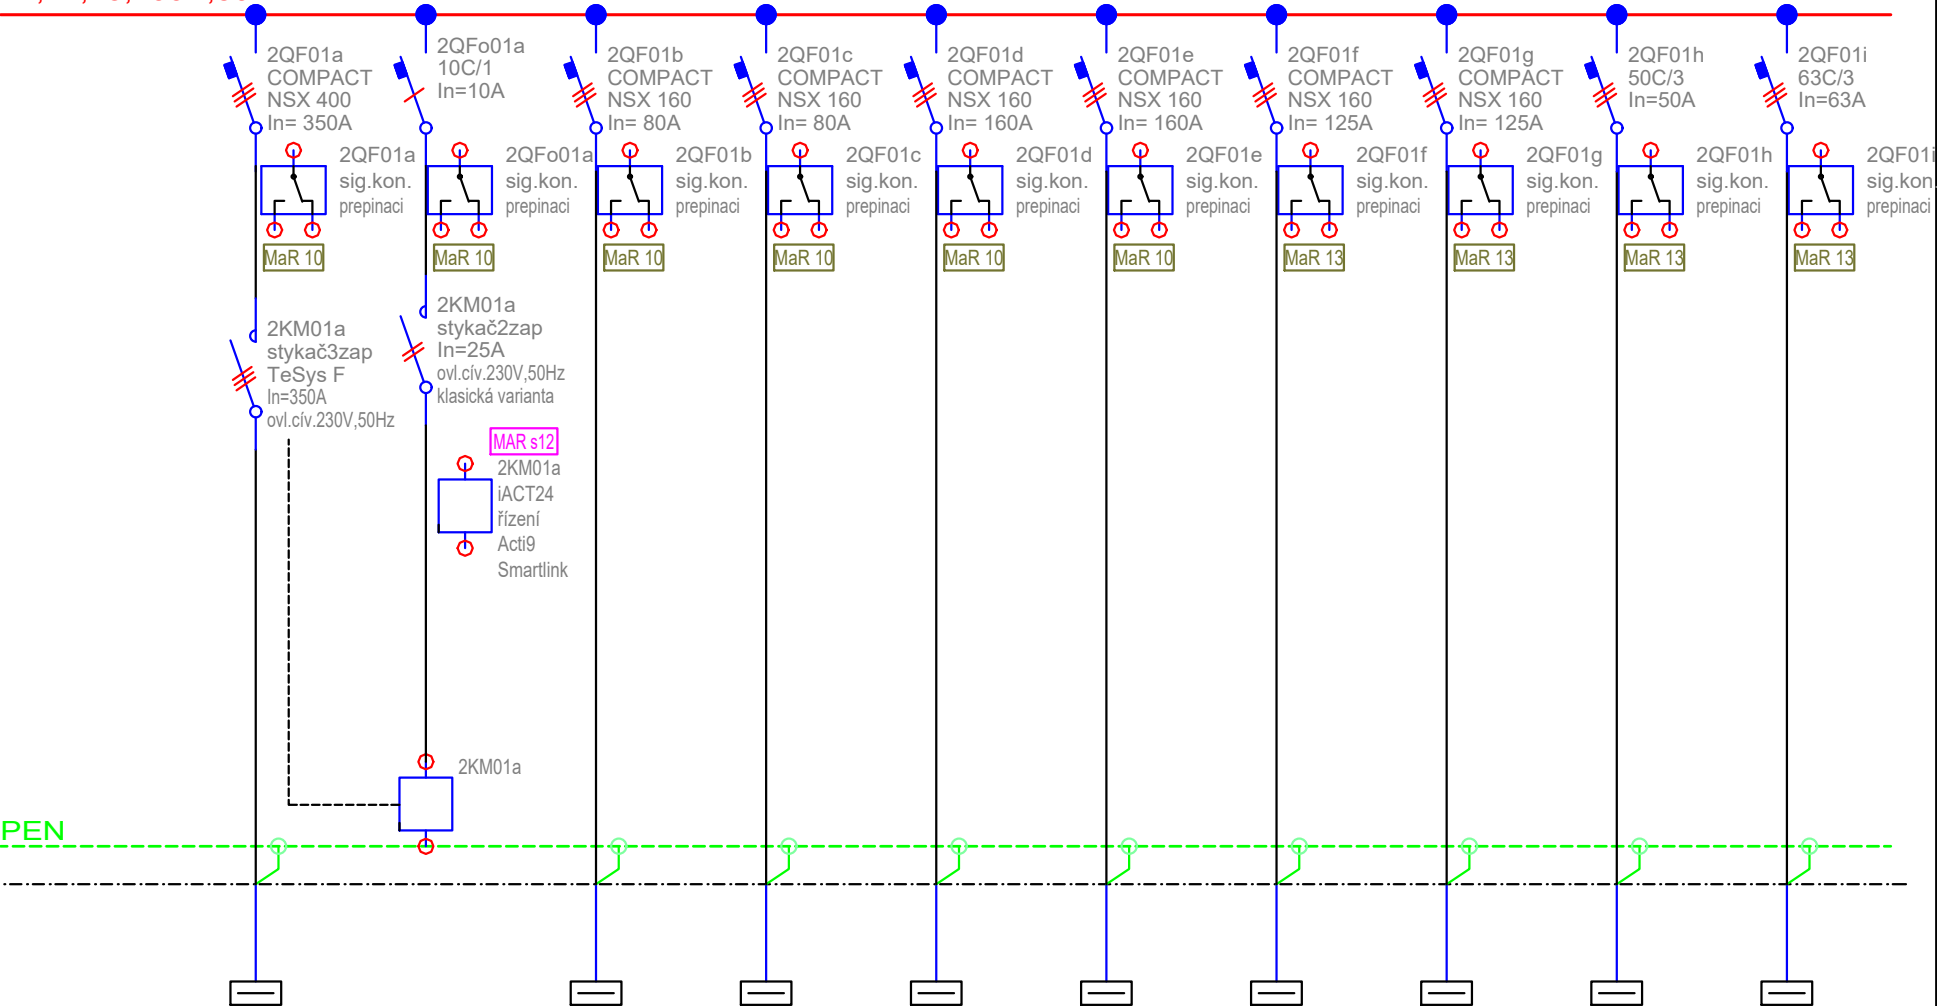 2QF01a
COMPACT
NSX 400
In= 350A
2QFo01a
10C/1
In=10A
2QF01b
COMPACT
NSX 160
In= 80A
2QF01c
COMPACT
NSX 160
In= 80A
2QF01d
COMPACT
NSX 160
In= 160A
2QF01e
COMPACT
NSX 160
In= 160A
2QF01f
COMPACT
NSX 160
In= 125A
2QF01g
COMPACT
NSX 160
In= 125A
2QF01h
50C/3
In=50A
2QF01i
63C/3
In=63A
2QF01a
sig.kon.
prepinaci
MaR 10
2QFo01a
sig.kon.
prepinaci
MaR 10
2QF01b
sig.kon.
prepinaci
MaR 10
2QF01c
sig.kon.
prepinaci
MaR 10
2QF01d
sig.kon.
prepinaci
MaR 10
2QF01e
sig.kon.
prepinaci
MaR 10
2QF01f
sig.kon.
prepinaci
MaR 13
2QF01g
sig.kon.
prepinaci
MaR 13
2QF01h
sig.kon.
prepinaci
MaR 13
2QF01i
sig.kon
prepinaci
MaR 13
2KM01a
stykač3zap
TeSys F
In=350A
ovl.cív.230V,50Hz
2KM01a
stykač2zap
In=25A
ovl.cív.230V,50Hz
klasická varianta
MAR s12
2KM01a
iACT24
řízení
Acti9
Smartlink
2KM01a
PEN